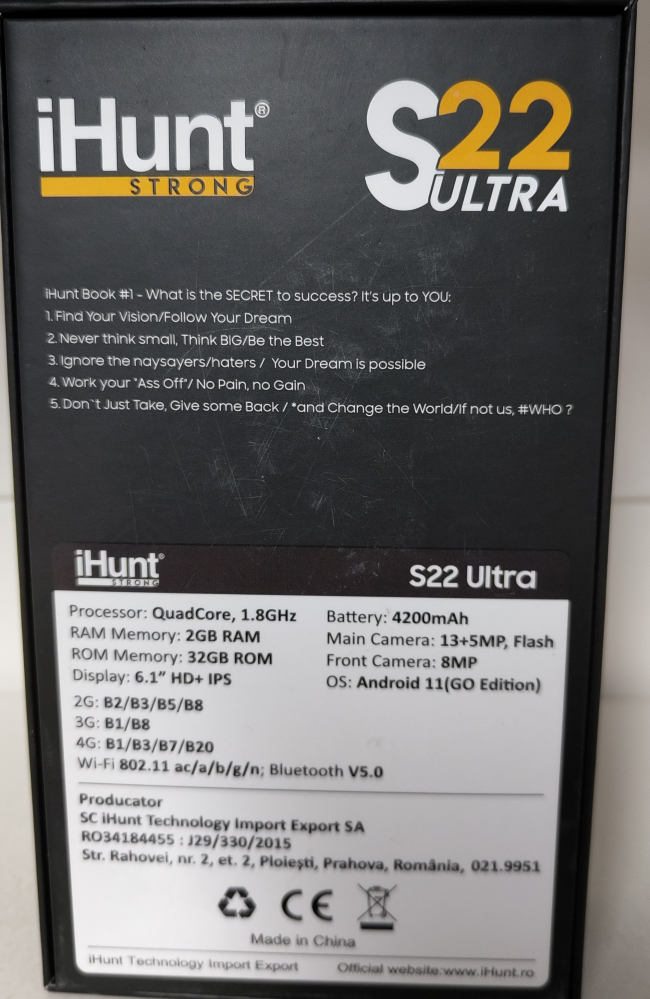 iHunt®
STRONG
S22
ULTRA
iHunt Book #1 - What is the SECRET to success? It's up to YOU:
1. Find Your Vision/Follow Your Dream
2. Never think small, Think BIG/Be the Best
3. Ignore the naysayers/haters / Your Dream is possible
4. Work your "Ass Off"/ No Pain, no Gain
5. Don`t Just Take, Give some Back / *and Change the World/If not us, #WHO ?
iHunt®
STRONG
S22 Ultra
Processor: QuadCore, 1.8GHz
RAM Memory: 2GB RAM
ROM Memory: 32GB ROM
Display: 6.1" HD+ IPS
Battery: 4200mAh
Main Camera: 13+5MP, Flash
Front Camera: 8MP
OS: Android 11(GO Edition)
2G: B2/B3/B5/B8
3G: B1/B8
4G: B1/B3/B7/B20
Wi-Fi 802.11 ac/a/b/g/n; Bluetooth V5.0
Producator
SC iHunt Technology Import Export SA
RO34184455 : J29/330/2015
Str. Rahovei, nr. 2, et. 2, Ploiești, Prahova, România, 021.9951
CE
Made in China
iHunt Technology Import Export
Official website:www.iHunt.ro